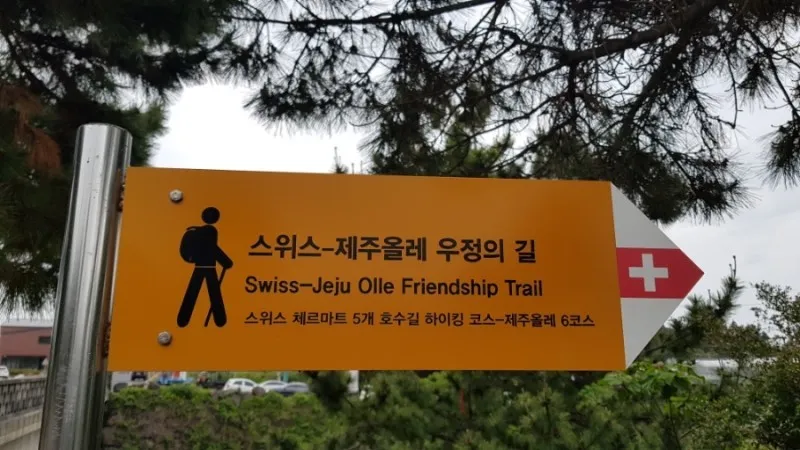 스위스-제주올레 우정의 길
Swiss-Jeju Olle Friendship Trail
스위스 체르마트 5개 호수길 하이킹 코스-제주올레 6코스